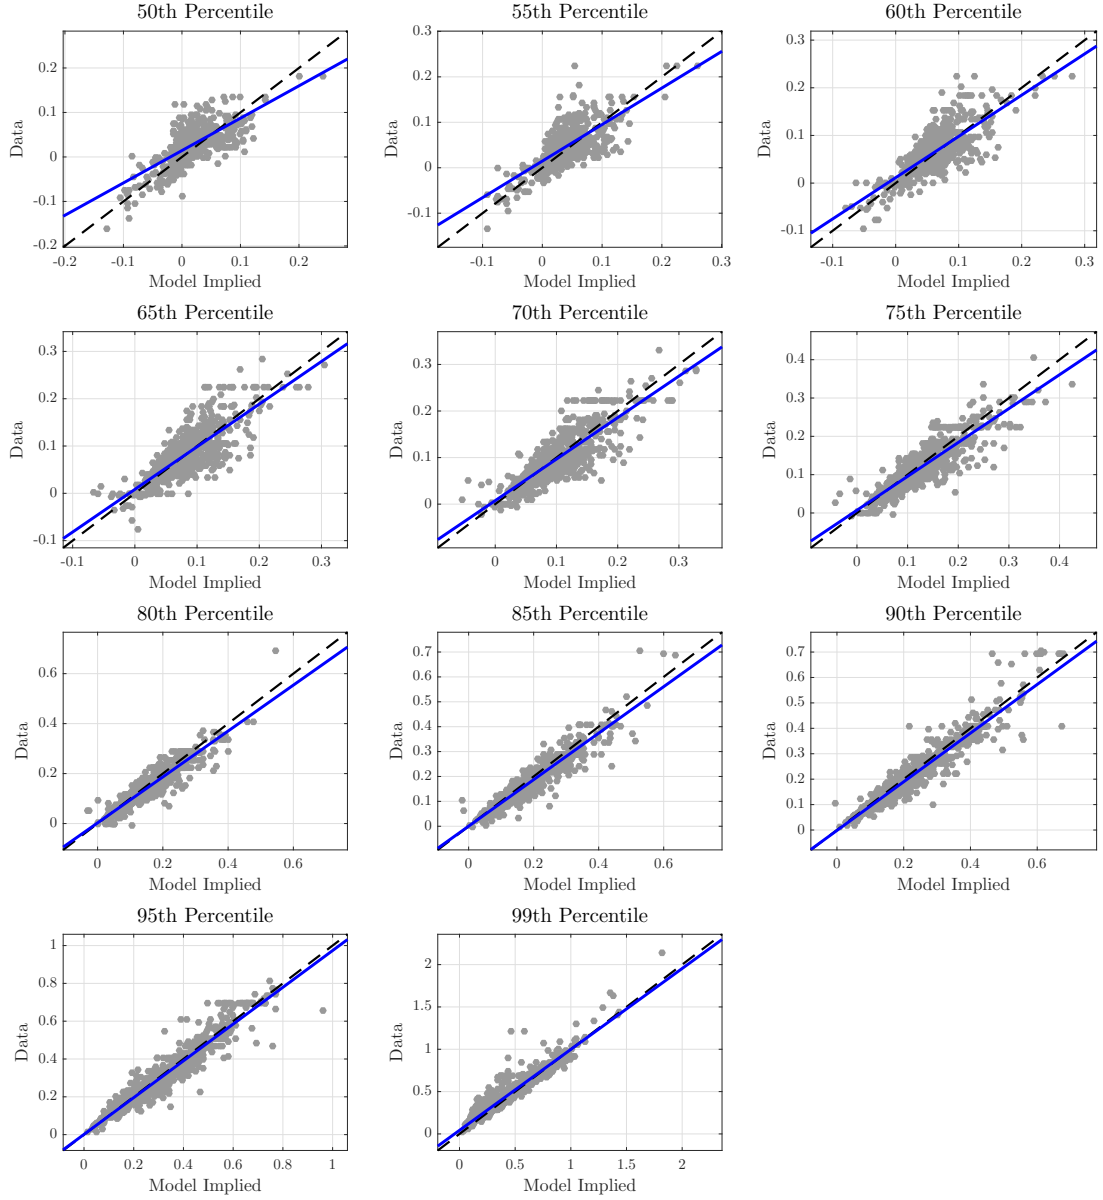 50th Percentile
0.2
0.1
0
-0.1
-0.2
Data
-0.2 -0.1 0 0.1 0.2
Model Implied
55th Percentile
0.3
0.2
0.1
0
-0.1
Data
-0.1 0 0.1 0.2 0.3
Model Implied
60th Percentile
0.3
0.2
0.1
0
-0.1
Data
-0.1 0 0.1 0.2 0.3
Model Implied
65th Percentile
0.3
0.2
0.1
0
-0.1
Data
-0.1 0 0.1 0.2 0.3
Model Implied
70th Percentile
0.3
0.2
0.1
0
Data
0 0.1 0.2 0.3
Model Implied
75th Percentile
0.4
0.3
0.2
0.1
0
Data
0 0.1 0.2 0.3 0.4
Model Implied
80th Percentile
0.6
0.4
0.2
0
Data
0 0.2 0.4 0.6
Model Implied
85th Percentile
0.7
0.6
0.5
0.4
0.3
0.2
0.1
0
Data
0 0.2 0.4 0.6
Model Implied
90th Percentile
0.7
0.6
0.5
0.4
0.3
0.2
0.1
0
Data
0 0.2 0.4 0.6
Model Implied
95th Percentile
1
0.8
0.6
0.4
0.2
0
Data
0 0.2 0.4 0.6 0.8 1
Model Implied
99th Percentile
2
1.5
1
0.5
0
Data
0 0.5 1 1.5 2
Model Implied